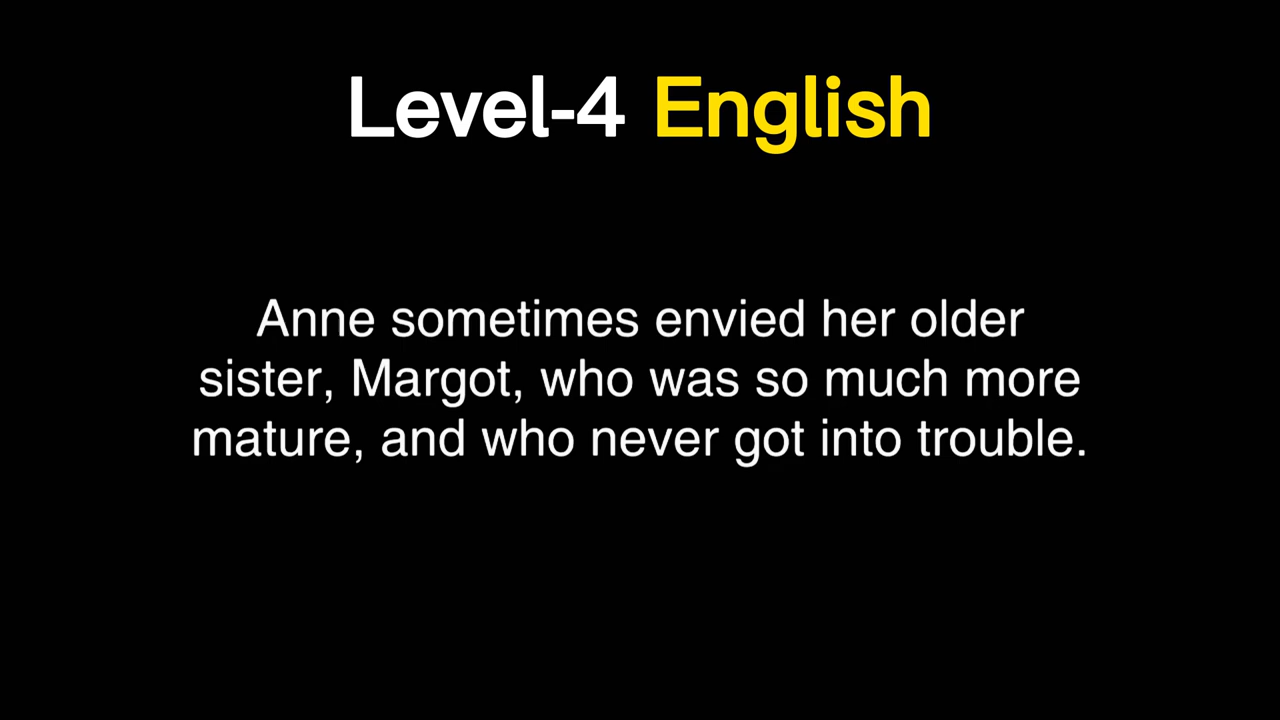 Level-4 English
Anne sometimes envied her older
sister, Margot, who was so much more
mature, and who never got into trouble.